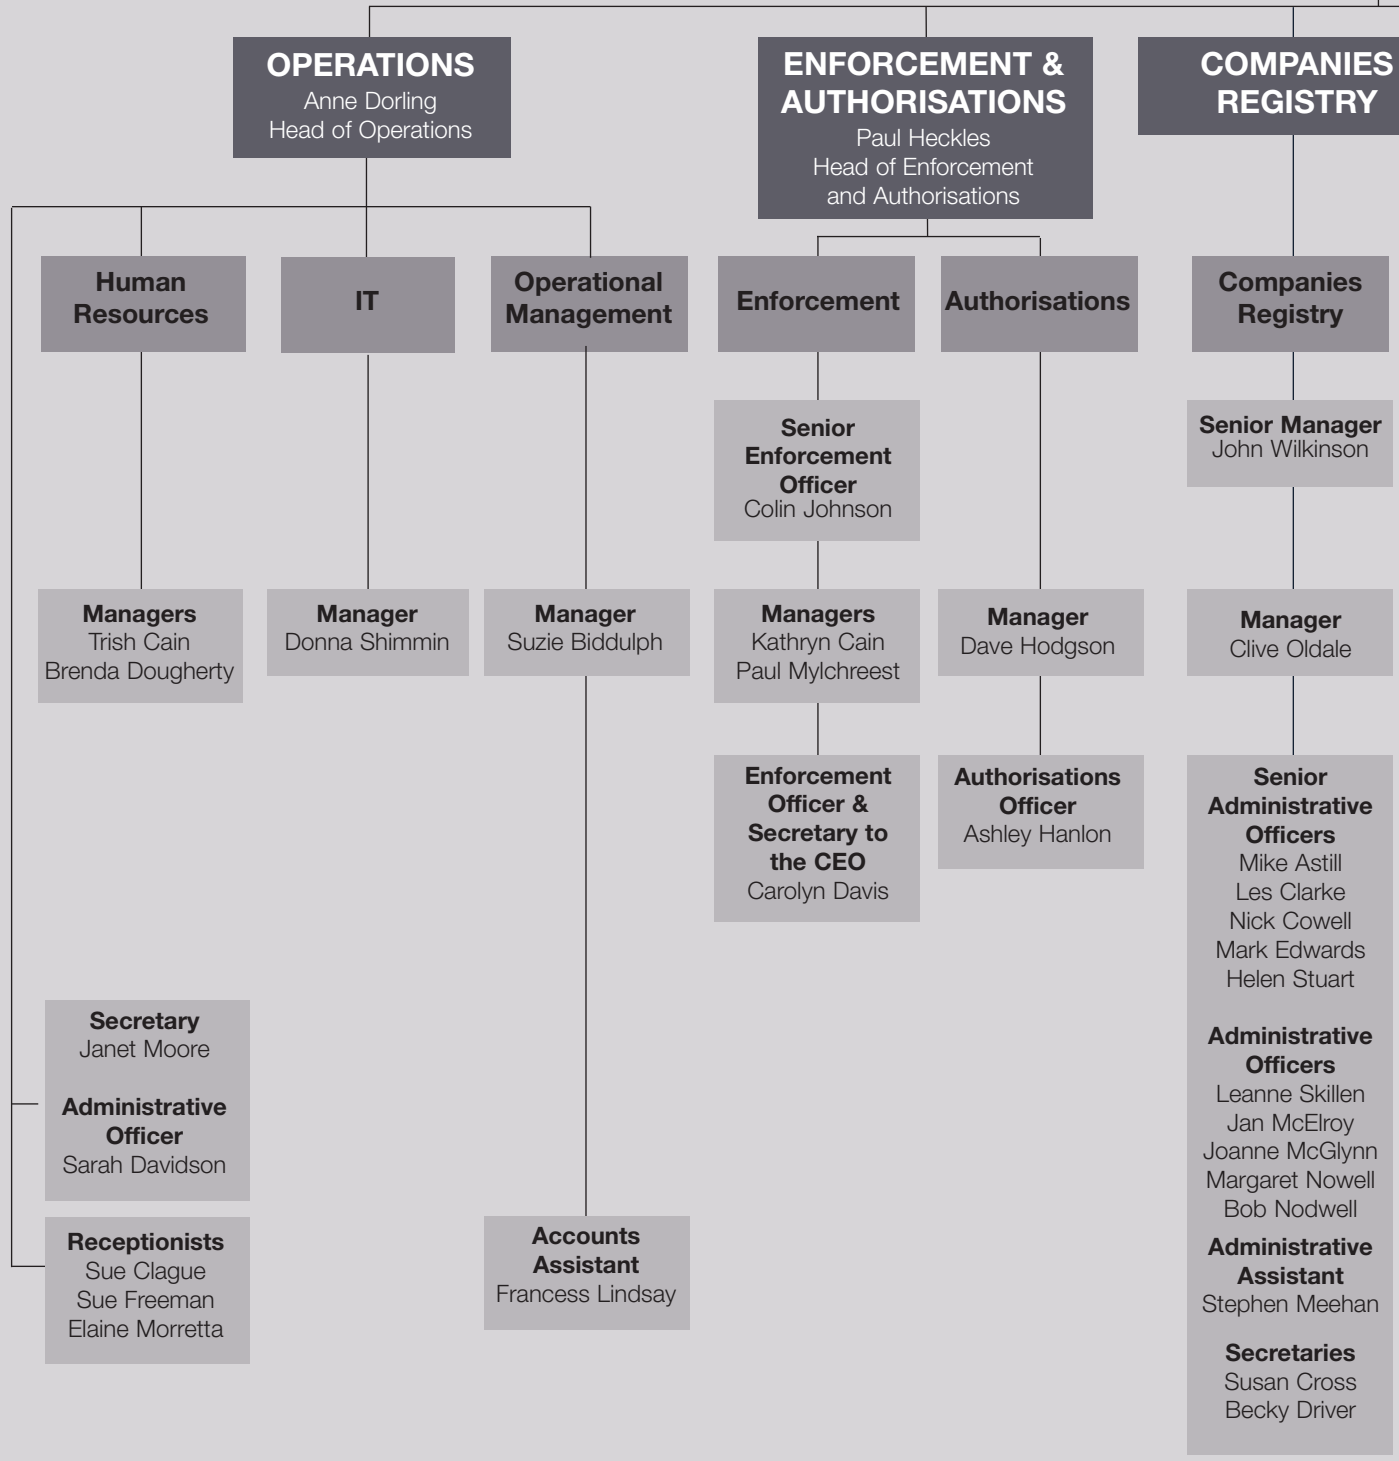 OPERATIONS
Anne Dorling
Head of Operations
ENFORCEMENT &
AUTHORISATIONS
Paul Heckles
Head of Enforcement
and Authorisations
COMPANIES
REGISTRY
Human
Resources
IT
Operational
Management
Enforcement
Authorisations
Companies
Registry
Senior
Enforcement
Officer
Colin Johnson
Senior Manager
John Wilkinson
Managers
Trish Cain
Brenda Dougherty
Manager
Donna Shimmin
Manager
Suzie Biddulph
Managers
Kathryn Cain
Paul Mylchreest
Manager
Dave Hodgson
Manager
Clive Oldale
Enforcement
Officer &
Secretary to
the CEO
Carolyn Davis
Authorisations
Officer
Ashley Hanlon
Senior
Administrative
Officers
Mike Astill
Les Clarke
Nick Cowell
Mark Edwards
Helen Stuart
Administrative
Officers
Leanne Skillen
Jan McElroy
Joanne McGlynn
Margaret Nowell
Bob Nodwell
Administrative
Assistant
Stephen Meehan
Secretaries
Susan Cross
Becky Driver
Secretary
Janet Moore
Administrative
Officer
Sarah Davidson
Receptionists
Sue Clague
Sue Freeman
Elaine Morretta
Accounts
Assistant
Francess Lindsay